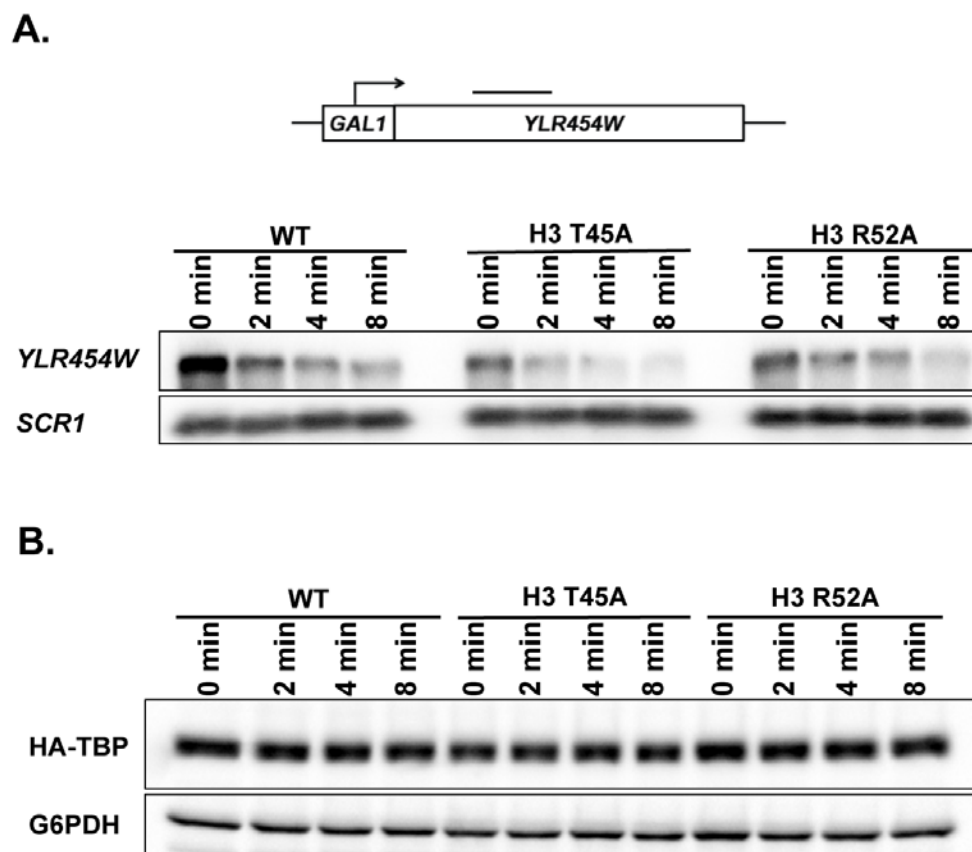 A.
GAL1 YLR454W
WT H3 T45A H3 R52A
0 min 2 min 4 min 8 min 0 min 2 min 4 min 8 min 0 min 2 min 4 min 8 min
YLR454W
SCR1
B.
WT H3 T45A H3 R52A
0 min 2 min 4 min 8 min 0 min 2 min 4 min 8 min 0 min 2 min 4 min 8 min
HA-TBP
G6PDH